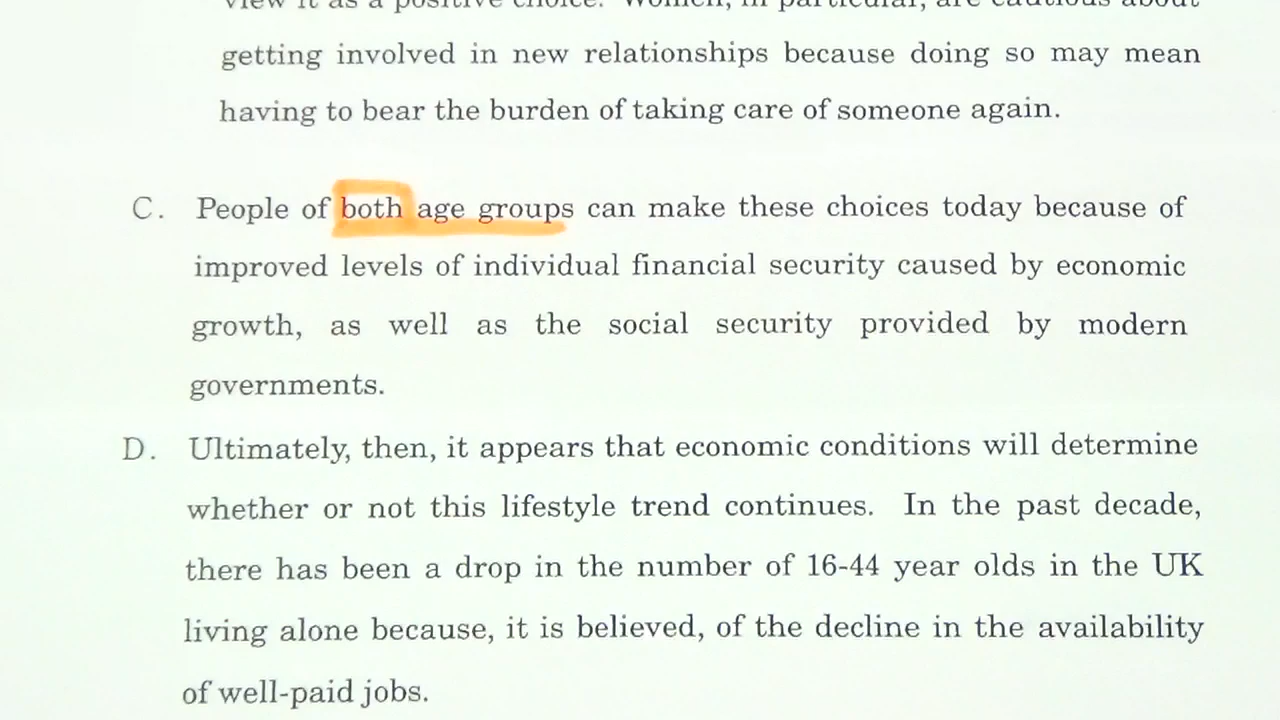 view it as a positive choice. Women, in particular, are cautious about
getting involved in new relationships because doing so may mean
having to bear the burden of taking care of someone again.
C. People of both age groups can make these choices today because of
improved levels of individual financial security caused by economic
growth, as well as the social security provided by modern
governments.
D. Ultimately, then, it appears that economic conditions will determine
whether or not this lifestyle trend continues. In the past decade,
there has been a drop in the number of 16-44 year olds in the UK
living alone because, it is believed, of the decline in the availability
of well-paid jobs.